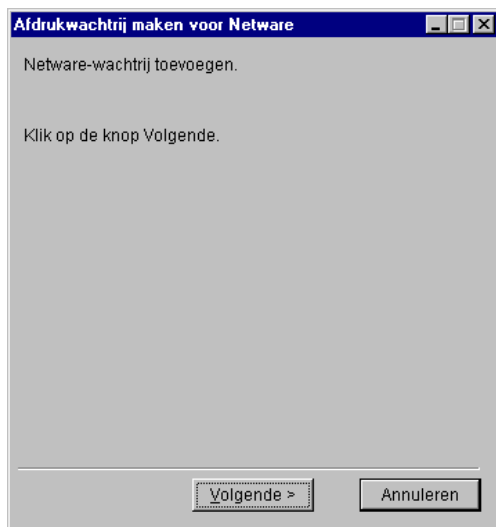 Afdrukwachtrij maken voor Netware
Netware-wachtrij toevoegen.
Klik op de knop Volgende.
Volgende >
Annuleren